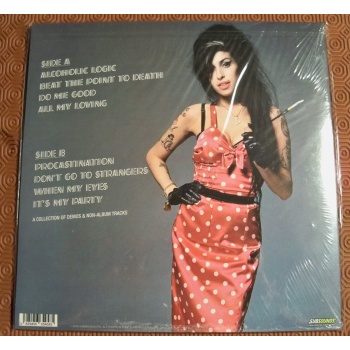 SIDE A
ALCOHOLIC LOGIC
BEAT THE POINT TO DEATH
DO ME GOOD
ALL MY LOVING
SIDE B
PROCASTINATION
DON'T GO TO STRANGERS
WHEN MY EYES
IT'S MY PARTY
A COLLECTION OF DEMOS & NON-ALBUM TRACKS